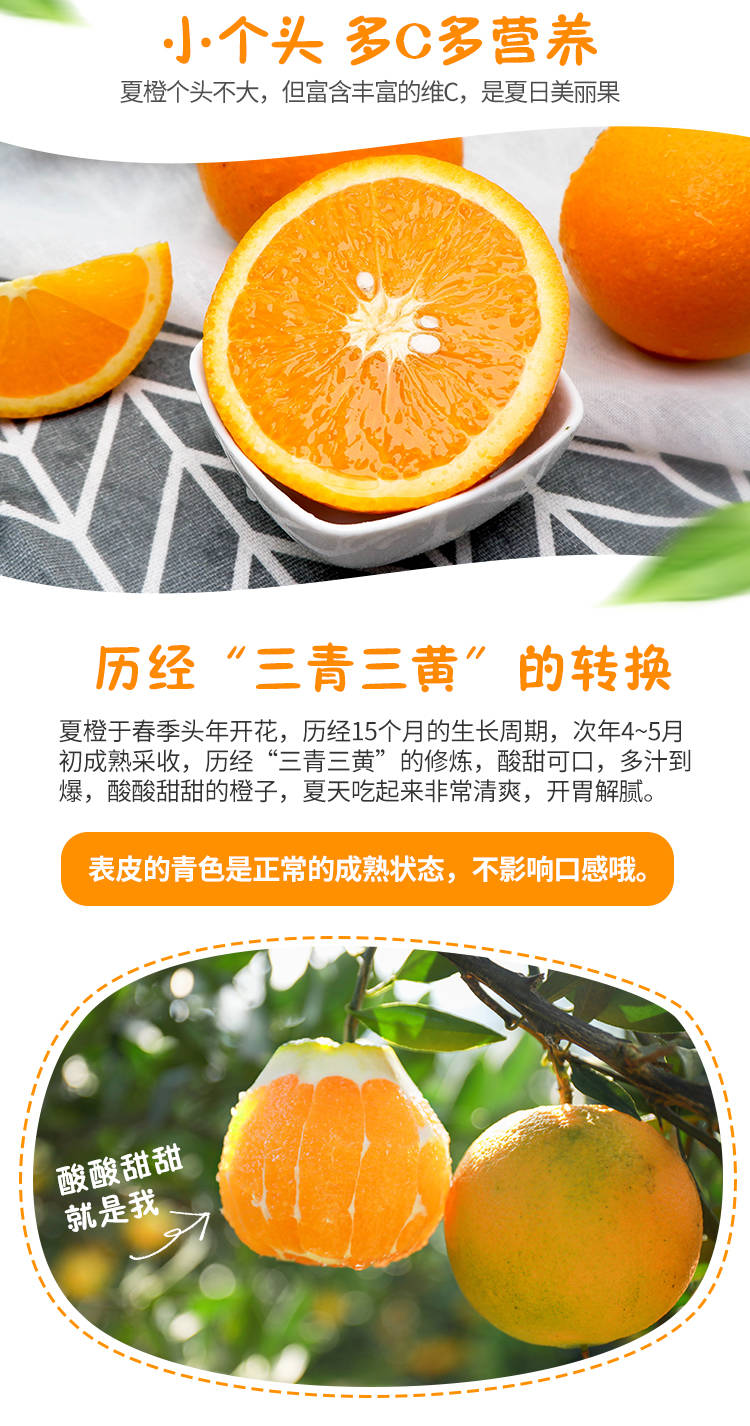 小个头 多C多营养
夏橙个头不大，但富含丰富的维C，是夏日美丽果
历经“三青三黄”的转换
夏橙于春季头年开花，历经15个月的生长周期，次年4~5月
初成熟采收，历经“三青三黄”的修炼，酸甜可口，多汁到
爆，酸酸甜甜的橙子，夏天吃起来非常清爽，开胃解腻。
表皮的青色是正常的成熟状态，不影响口感哦。
酸酸甜甜
就是我